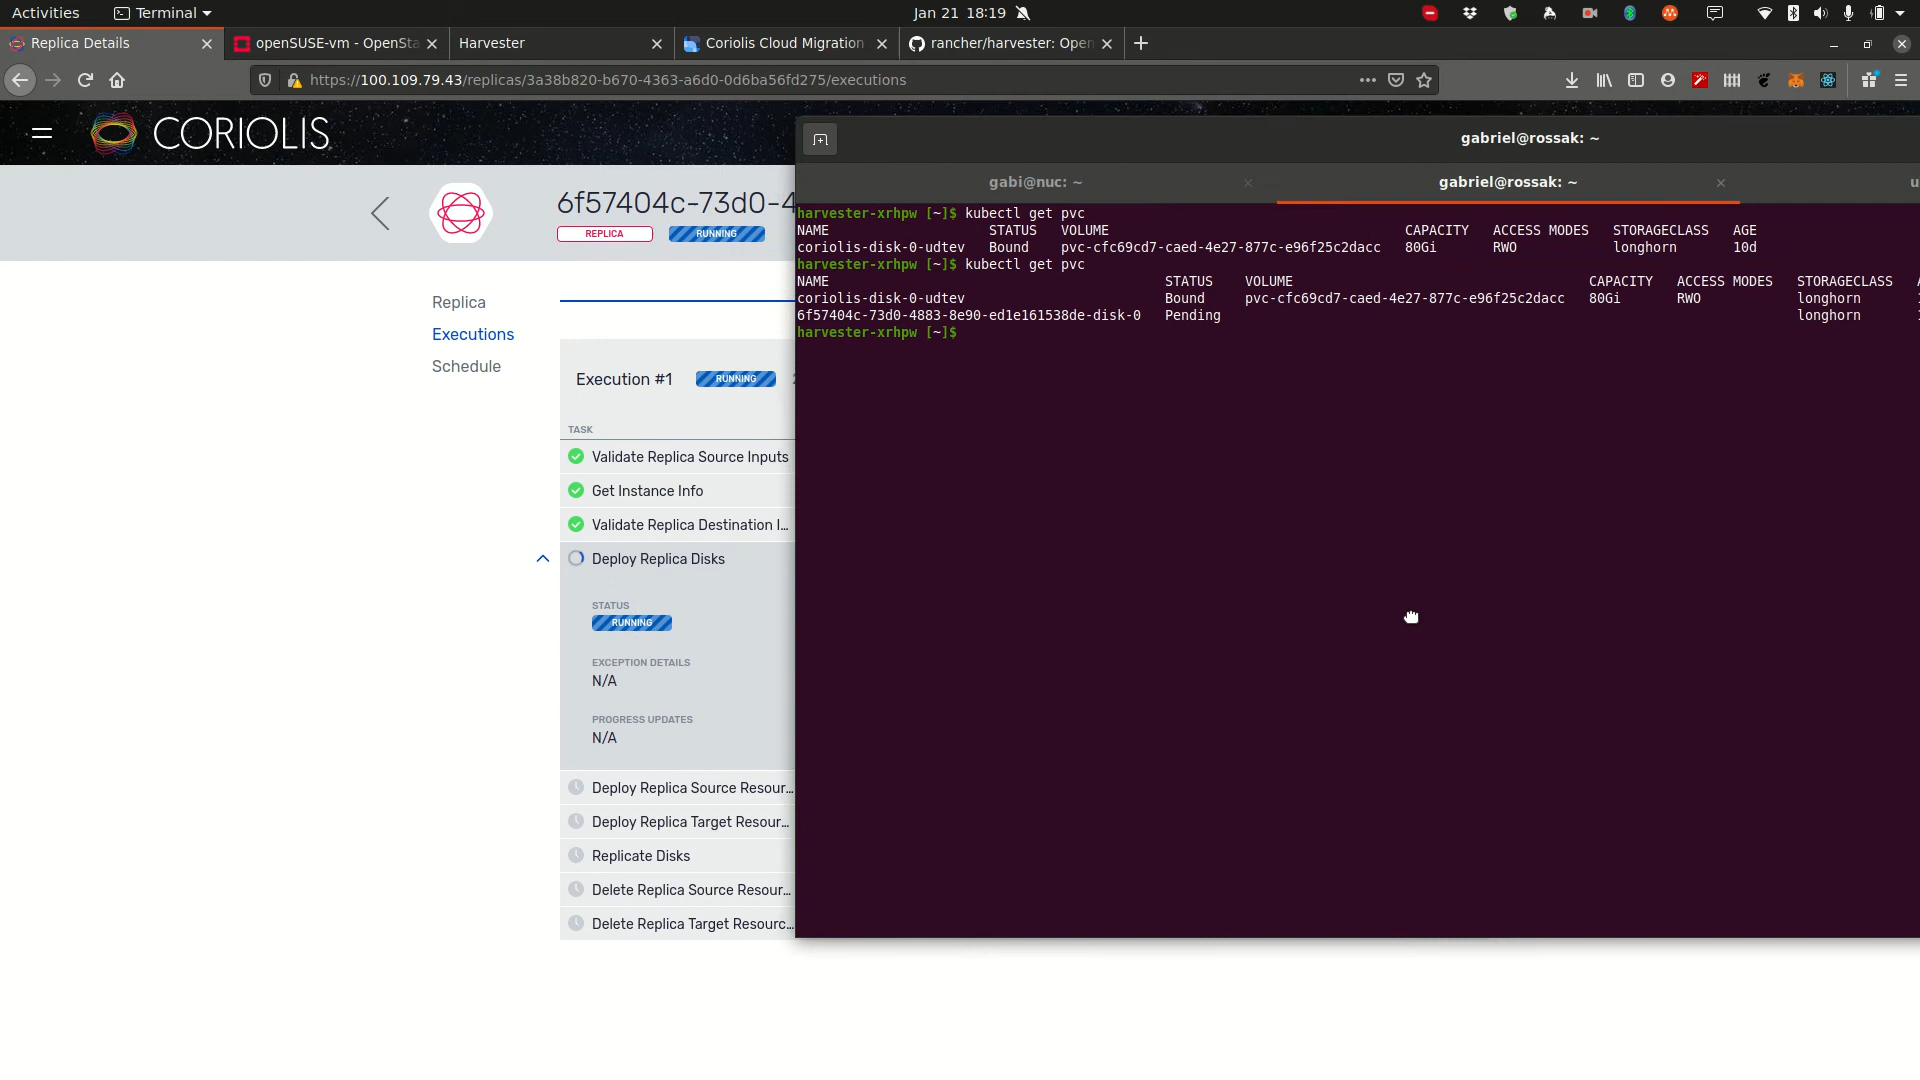 Activities
Terminal
Jan 21 18:19
Replica Details
openSUSE-vm - OpenSta
Harvester
Coriolis Cloud Migration
rancher/harvester: Open
https://100.109.79.43/replicas/3a38b820-b670-4363-a6d0-0d6ba56fd275/executions
CORIOLIS
6f57404c-73d0-4
REPLICA
RUNNING
Replica
Executions
Schedule
Execution #1
RUNNING
TASK
Validate Replica Source Inputs
Get Instance Info
Validate Replica Destination I...
Deploy Replica Disks
STATUS
RUNNING
EXCEPTION DETAILS
N/A
PROGRESS UPDATES
N/A
Deploy Replica Source Resour...
Deploy Replica Target Resour...
Replicate Disks
Delete Replica Source Resour...
Delete Replica Target Resourc...
gabriel@rossak: ~
gabi@nuc: ~
gabriel@rossak: ~
u
harvester-xrhpw [~]$ kubectl get pvc
NAME STATUS VOLUME CAPACITY ACCESS MODES STORAGECLASS AGE
coriolis-disk-0-udtev Bound pvc-cfc69cd7-caed-4e27-877c-e96f25c2dacc 80Gi RWO longhorn 10d
harvester-xrhpw [~]$ kubectl get pvc
NAME STATUS VOLUME CAPACITY ACCESS MODES STORAGECLASS A
coriolis-disk-0-udtev Bound pvc-cfc69cd7-caed-4e27-877c-e96f25c2dacc 80Gi RWO longhorn 1
6f57404c-73d0-4883-8e90-ed1e161538de-disk-0 Pending longhorn 1
harvester-xrhpw [~]$